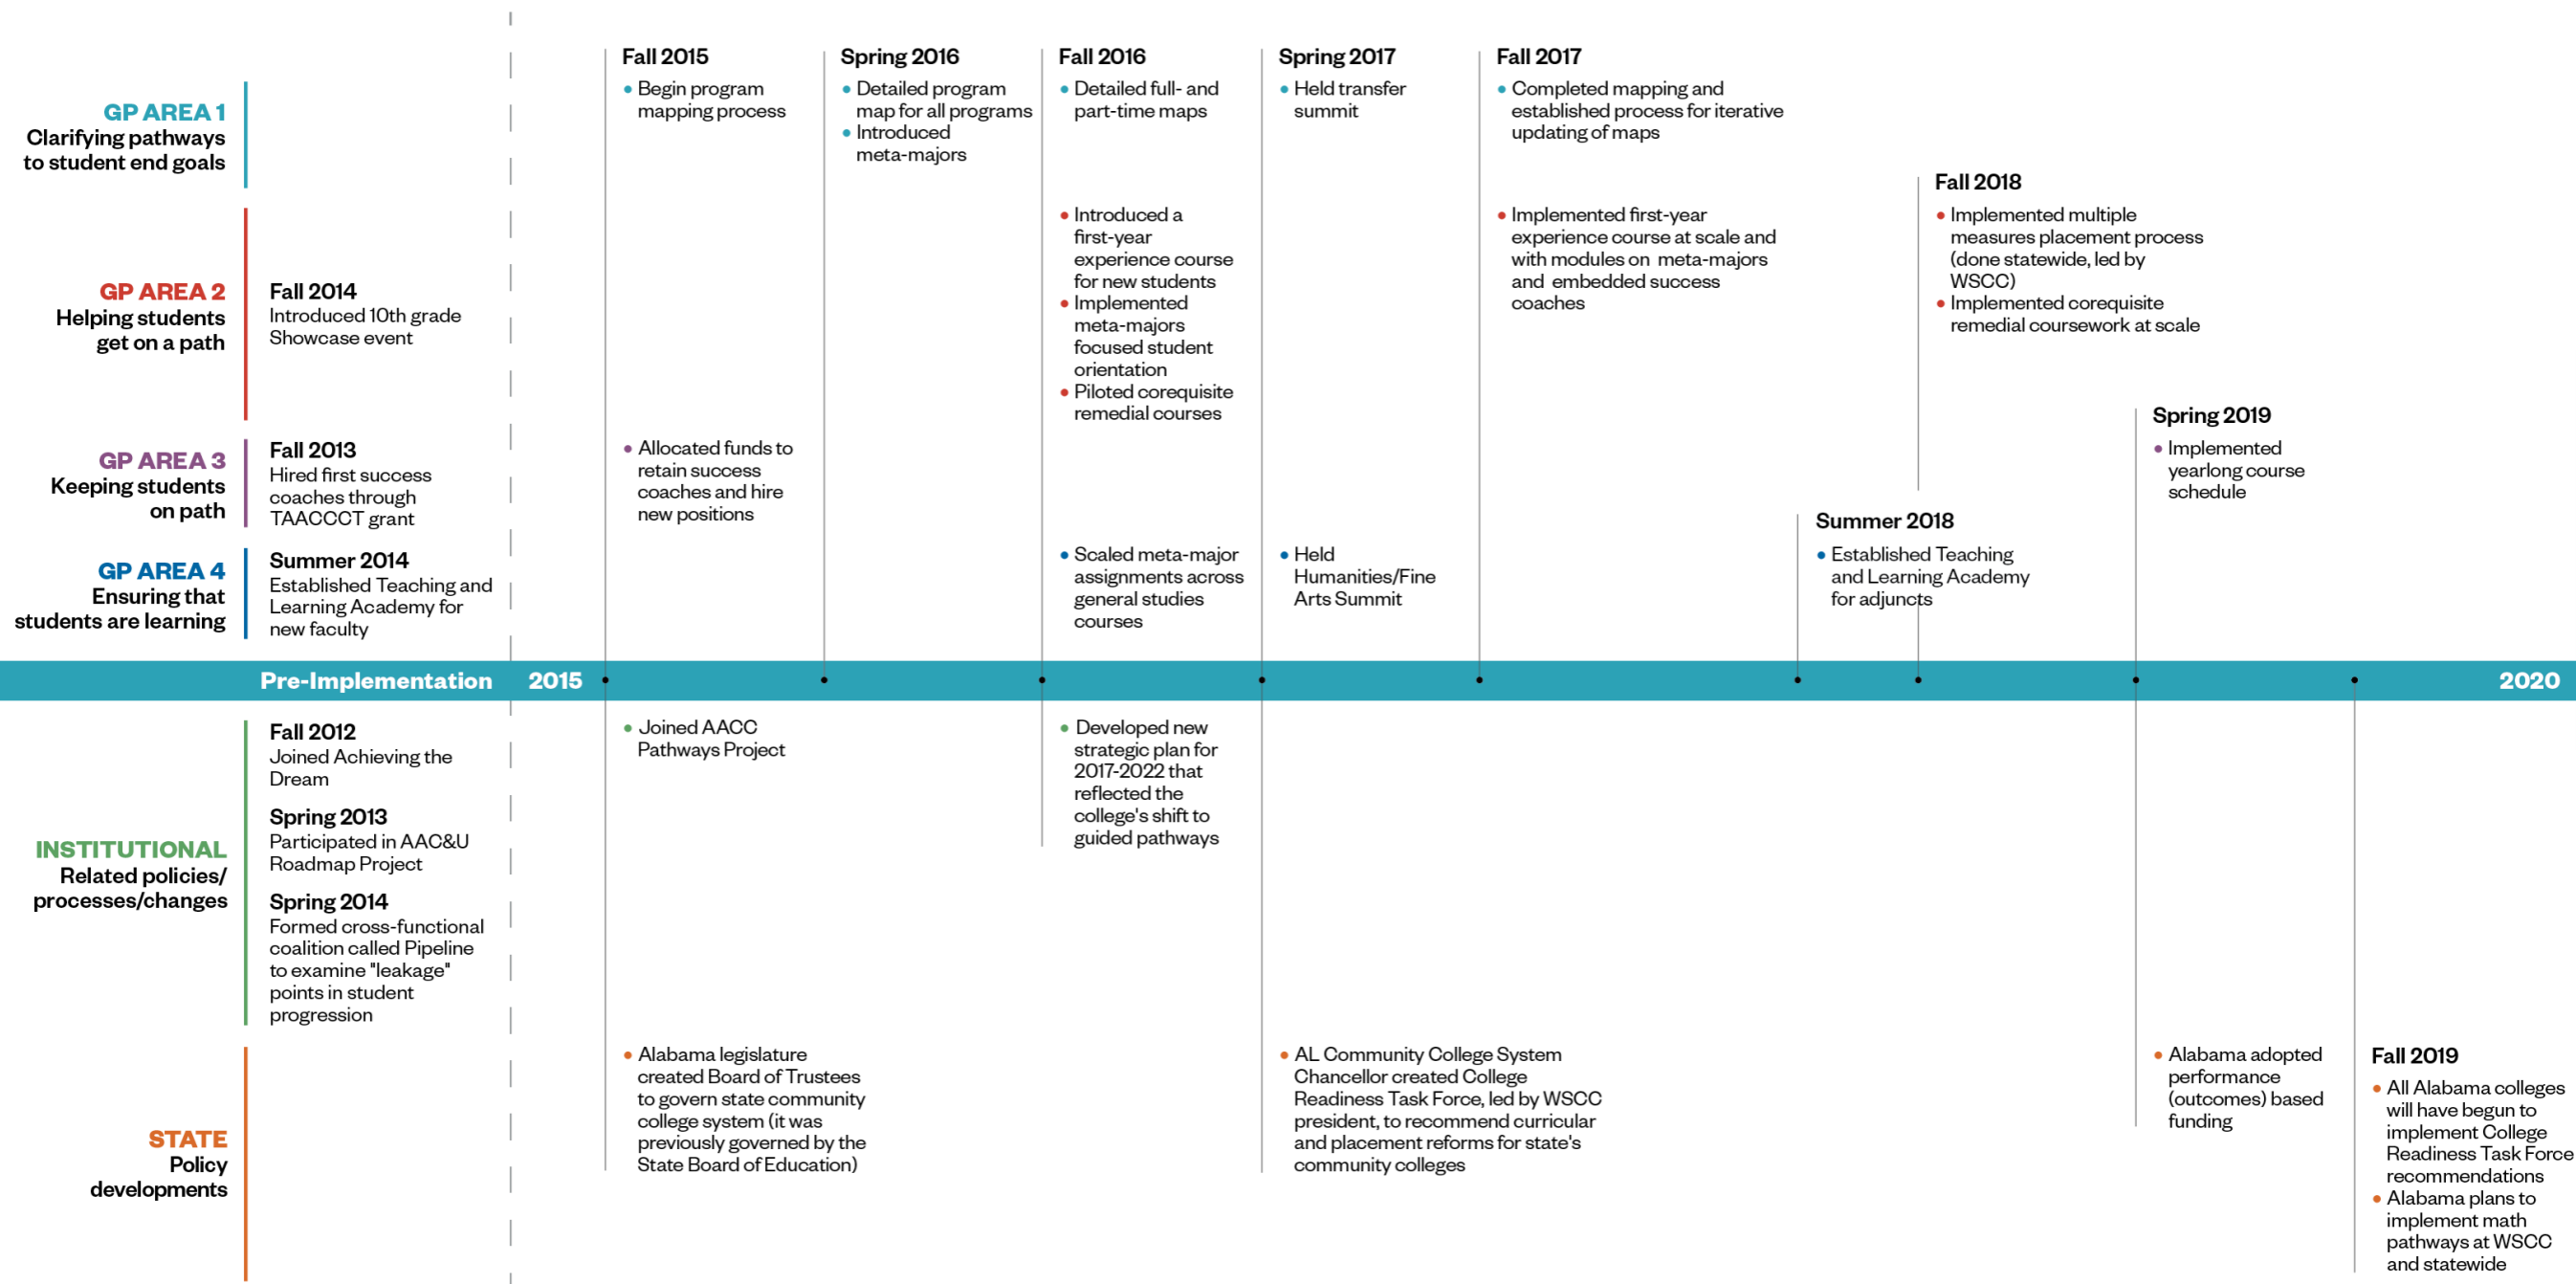 GP AREA 1
Clarifying pathways
to student end goals
Fall 2015
• Begin program
mapping process
Spring 2016
• Detailed program
map for all programs
• Introduced
meta-majors
Fall 2016
• Detailed full- and
part-time maps
Spring 2017
• Held transfer
summit
Fall 2017
• Completed mapping and
established process for iterative
updating of maps
GP AREA 2
Helping students
get on a path
Fall 2014
Introduced 10th grade
Showcase event
• Introduced a
first-year
experience course
for new students
• Implemented
meta-majors
focused student
orientation
• Piloted corequisite
remedial courses
• Implemented first-year
experience course at scale and
with modules on meta-majors
and embedded success
coaches
Fall 2018
• Implemented multiple
measures placement process
(done statewide, led by
WSCC)
• Implemented corequisite
remedial coursework at scale
GP AREA 3
Keeping students
on path
Fall 2013
Hired first success
coaches through
TAACCCT grant
• Allocated funds to
retain success
coaches and hire
new positions
Spring 2019
• Implemented
yearlong course
schedule
GP AREA 4
Ensuring that
students are learning
Summer 2014
Established Teaching and
Learning Academy for
new faculty
• Scaled meta-major
assignments across
general studies
courses
• Held
Humanities/Fine
Arts Summit
Summer 2018
• Established Teaching
and Learning Academy
for adjuncts
Pre-Implementation
2015
2020
INSTITUTIONAL
Related policies/
processes/changes
Fall 2012
Joined Achieving the
Dream
Spring 2013
Participated in AAC&U
Roadmap Project
Spring 2014
Formed cross-functional
coalition called Pipeline
to examine "leakage"
points in student
progression
• Joined AACC
Pathways Project
• Developed new
strategic plan for
2017-2022 that
reflected the
college's shift to
guided pathways
STATE
Policy
developments
• Alabama legislature
created Board of Trustees
to govern state community
college system (it was
previously governed by the
State Board of Education)
• AL Community College System
Chancellor created College
Readiness Task Force, led by WSCC
president, to recommend curricular
and placement reforms for state's
community colleges
• Alabama adopted
performance
(outcomes) based
funding
Fall 2019
• All Alabama colleges
will have begun to
implement College
Readiness Task Force
recommendations
• Alabama plans to
implement math
pathways at WSCC
and statewide